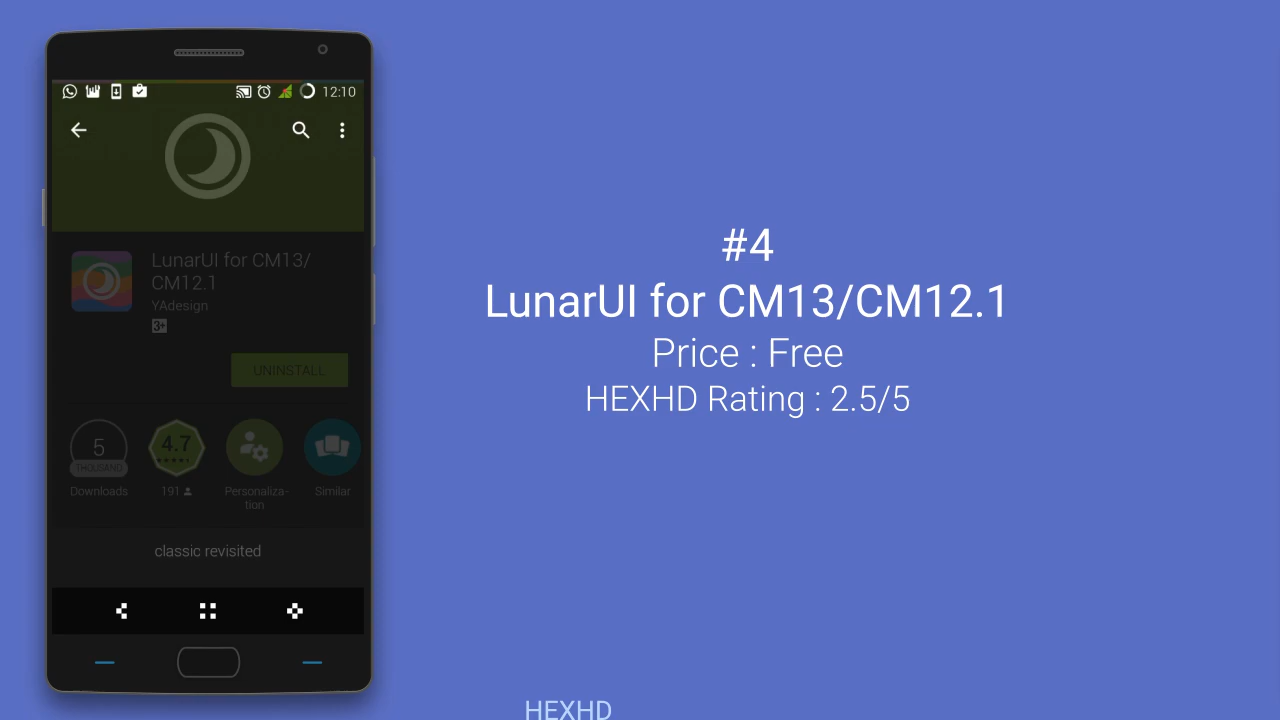 12:10
LunarUI for CM13/
CM12.1
YAdesign
3+
UNINSTALL
5
THOUSAND
Downloads
4.7
191
Personaliza-
tion
Similar
classic revisited
#4
LunarUI for CM13/CM12.1
Price : Free
HEXHD Rating : 2.5/5
HEXHD